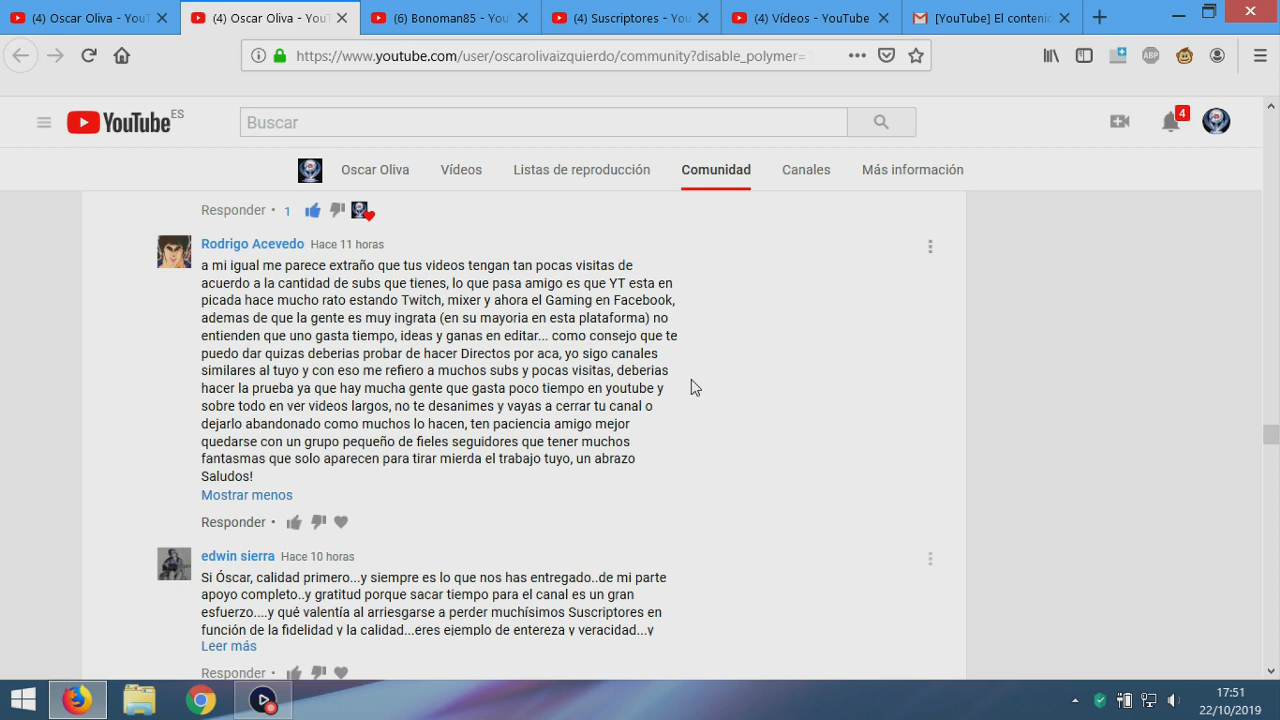 (4) Oscar Oliva - YouT
(4) Oscar Oliva - YouT
(6) Bonoman85 - You
(4) Suscriptores - You
(4) Vídeos - YouTube
[YouTube] El contenid
https://www.youtube.com/user/oscarolivaizquierdo/community?disable_polymer=
ABP
YouTube ES
Buscar
4
Oscar Oliva
Vídeos
Listas de reproducción
Comunidad
Canales
Más información
Responder • 1
Rodrigo Acevedo Hace 11 horas
a mi igual me parece extraño que tus videos tengan tan pocas visitas de
acuerdo a la cantidad de subs que tienes, lo que pasa amigo es que YT esta en
picada hace mucho rato estando Twitch, mixer y ahora el Gaming en Facebook,
ademas de que la gente es muy ingrata (en su mayoria en esta plataforma) no
entienden que uno gasta tiempo, ideas y ganas en editar... como consejo que te
puedo dar quizas deberias probar de hacer Directos por aca, yo sigo canales
similares al tuyo y con eso me refiero a muchos subs y pocas visitas, deberias
hacer la prueba ya que hay mucha gente que gasta poco tiempo en youtube y
sobre todo en ver videos largos, no te desanimes y vayas a cerrar tu canal o
dejarlo abandonado como muchos lo hacen, ten paciencia amigo mejor
quedarse con un grupo pequeño de fieles seguidores que tener muchos
fantasmas que solo aparecen para tirar mierda el trabajo tuyo, un abrazo
Saludos!
Mostrar menos
Responder •
edwin sierra Hace 10 horas
Si Óscar, calidad primero...y siempre es lo que nos has entregado..de mi parte
apoyo completo..y gratitud porque sacar tiempo para el canal es un gran
esfuerzo....y qué valentía al arriesgarse a perder muchísimos Suscriptores en
función de la fidelidad y la calidad...eres ejemplo de entereza y veracidad...y
Leer más
Responder •
17:51
22/10/2019